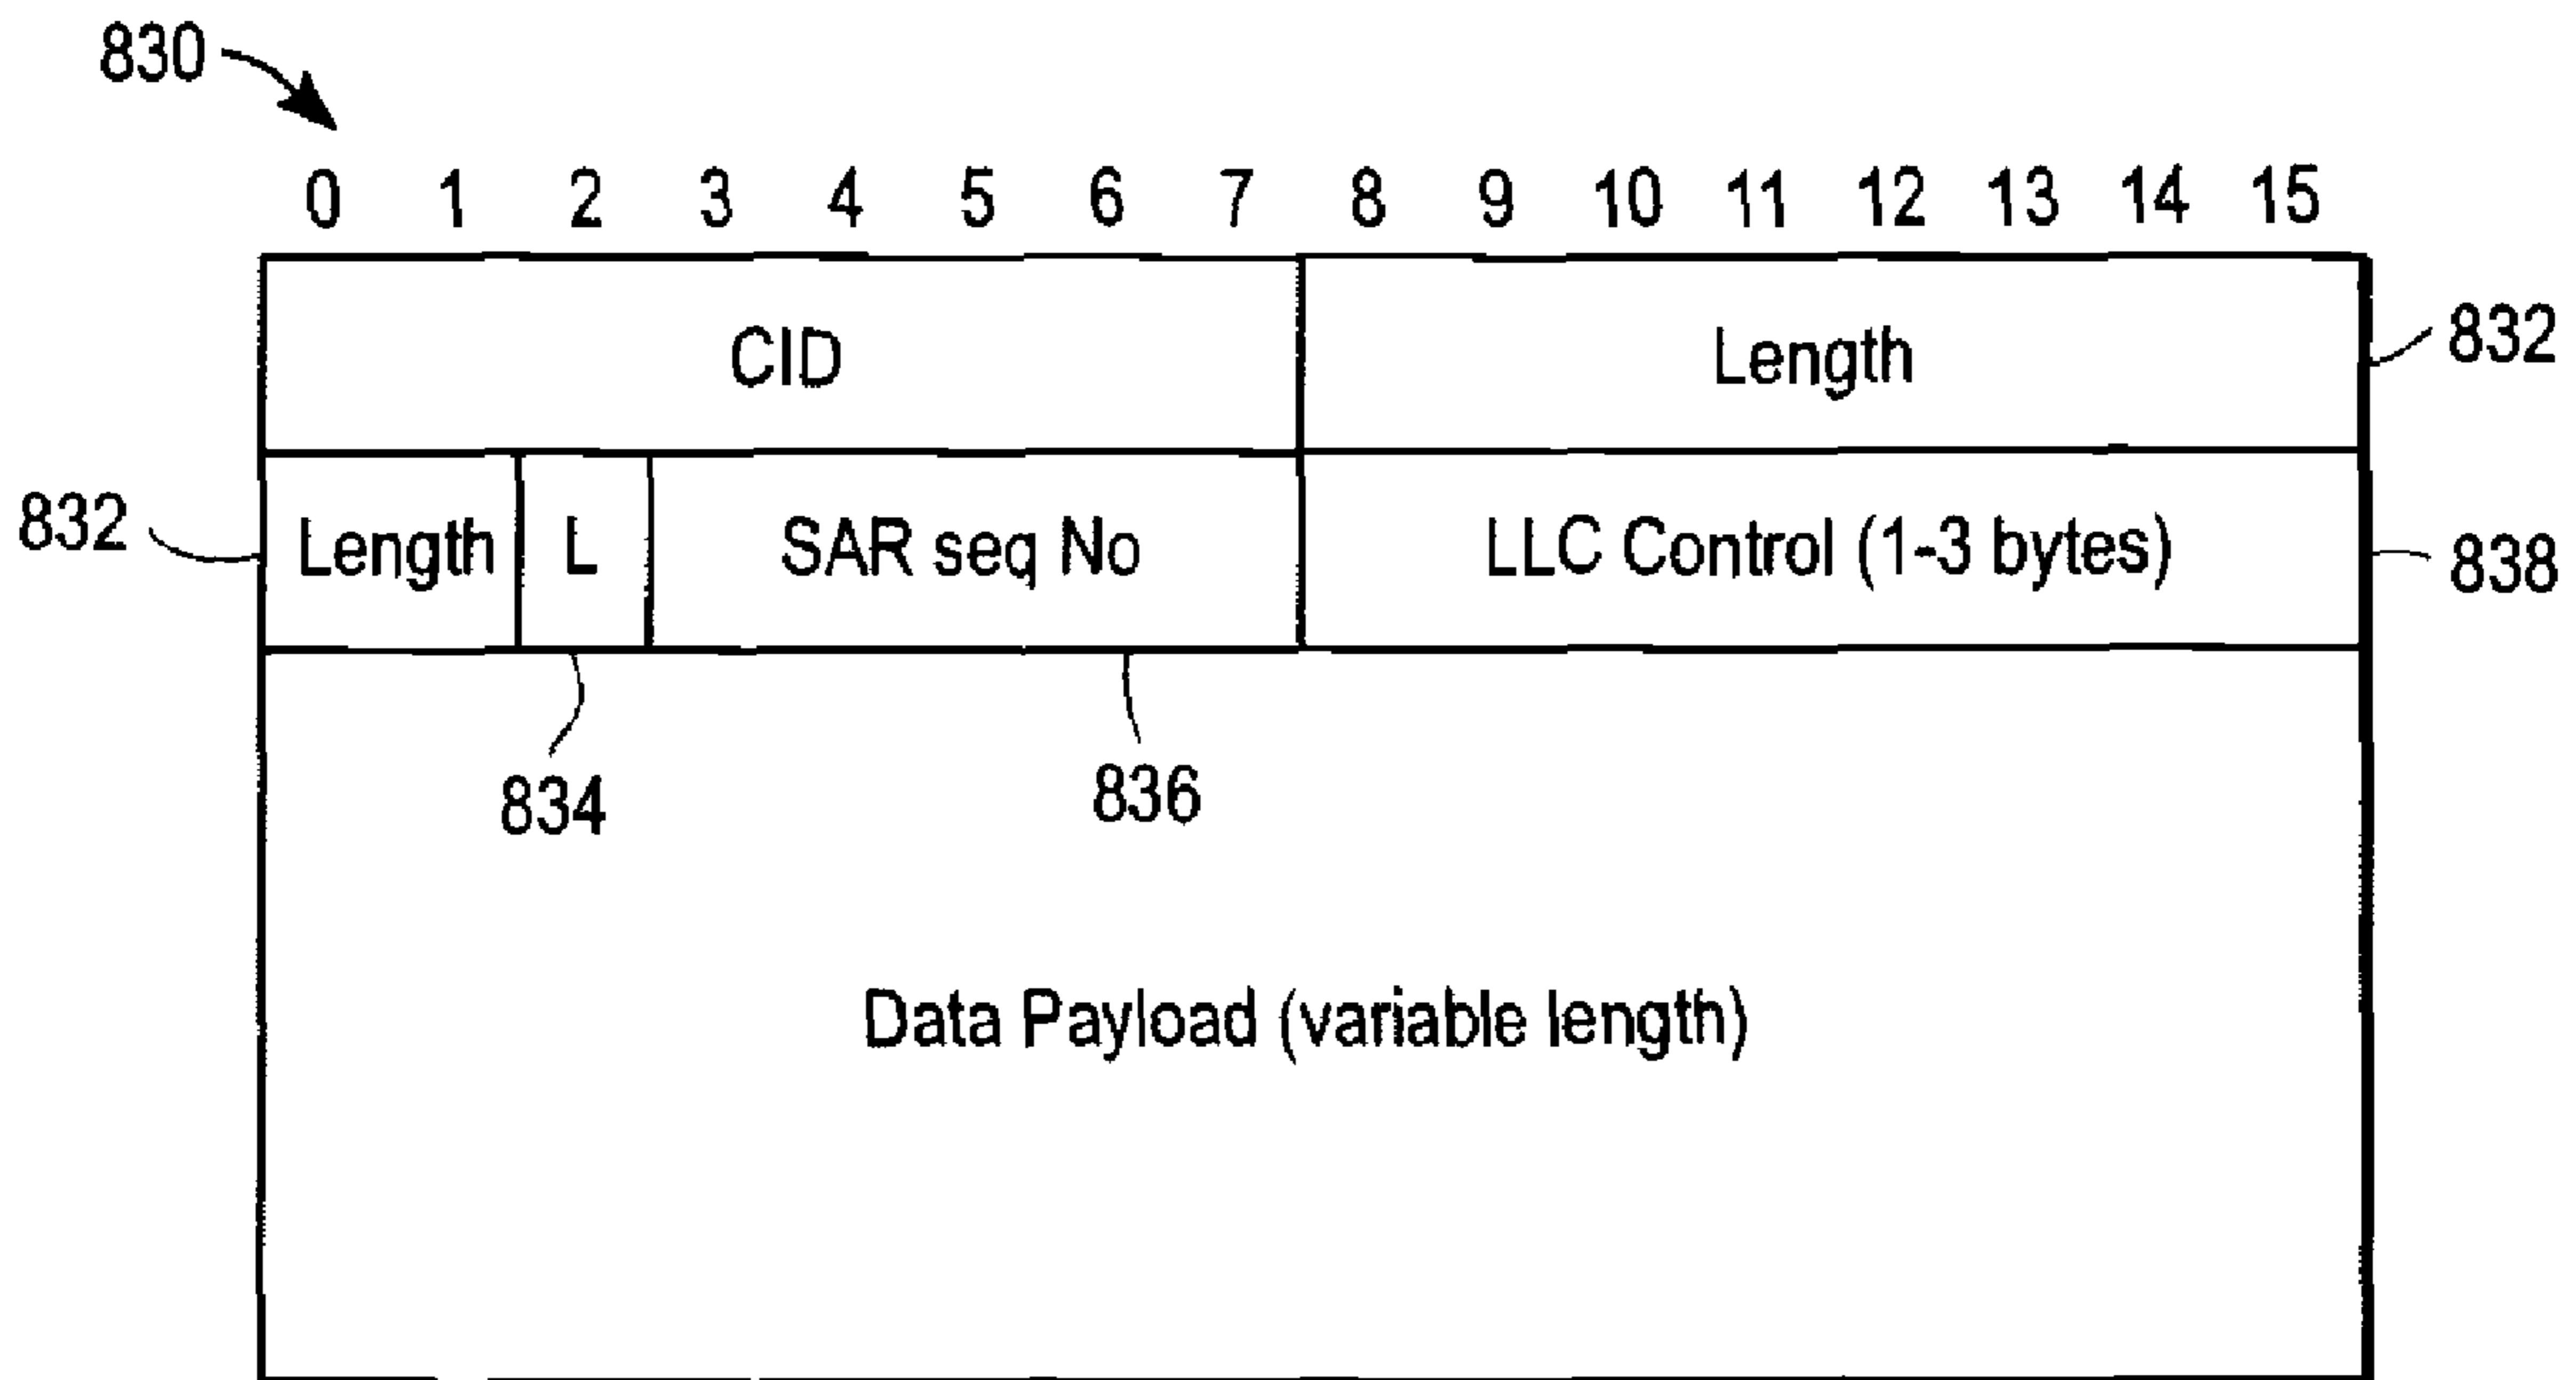 830
0 1 2 3 4 5 6 7 8 9 10 11 12 13 14 15
CID Length 832
832 Length L SAR seq No LLC Control (1-3 bytes) 838
834 836
Data Payload (variable length)